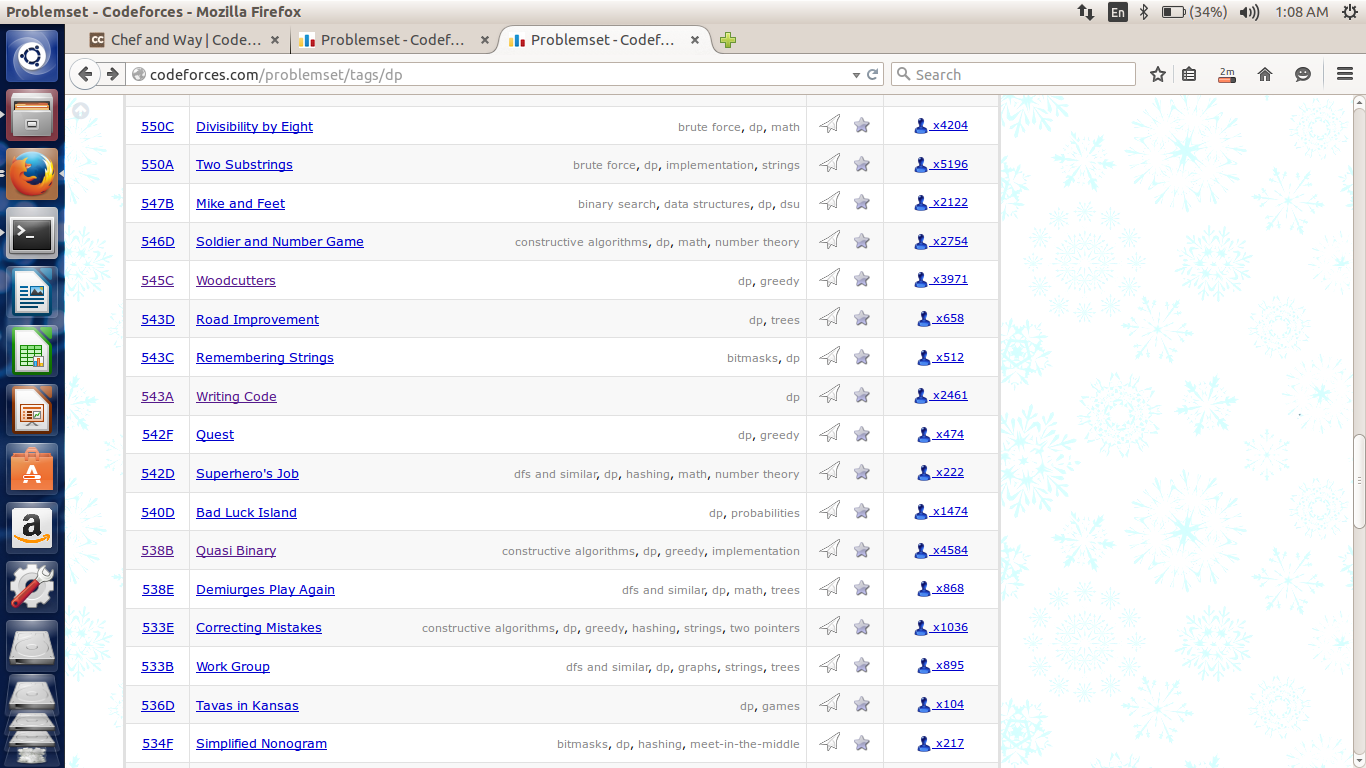 Problemset - Codeforces - Mozilla Firefox En (34%) 1:08 AM
Chef and Way | Code... Problemset - Codef... Problemset - Codef...
codeforces.com/problemset/tags/dp Search 2m
550C Divisibility by Eight brute force, dp, math x4204
550A Two Substrings brute force, dp, implementation, strings x5196
547B Mike and Feet binary search, data structures, dp, dsu x2122
546D Soldier and Number Game constructive algorithms, dp, math, number theory x2754
545C Woodcutters dp, greedy x3971
543D Road Improvement dp, trees x658
543C Remembering Strings bitmasks, dp x512
543A Writing Code dp x2461
542F Quest dp, greedy x474
542D Superhero's Job dfs and similar, dp, hashing, math, number theory x222
540D Bad Luck Island dp, probabilities x1474
538B Quasi Binary constructive algorithms, dp, greedy, implementation x4584
538E Demiurges Play Again dfs and similar, dp, math, trees x868
533E Correcting Mistakes constructive algorithms, dp, greedy, hashing, strings, two pointers x1036
533B Work Group dfs and similar, dp, graphs, strings, trees x895
536D Tavas in Kansas dp, games x104
534F Simplified Nonogram bitmasks, dp, hashing, meet-in-the-middle x217